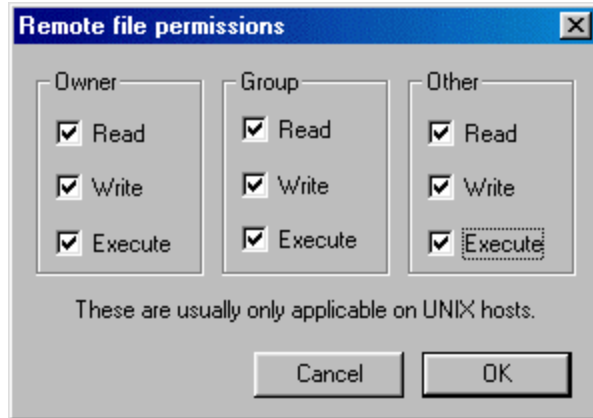 Remote file permissions
Owner
Group
Other
Read
Read
Read
Write
Write
Write
Execute
Execute
Execute
These are usually only applicable on UNIX hosts.
Cancel
OK